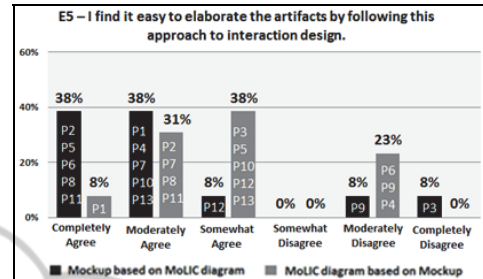 E5 – I find it easy to elaborate the artifacts by following this
approach to interaction design.
60%
40%
20%
0%
38%
8%
38%
31%
8%
38%
0%
0%
8%
23%
8%
0%
P2
P5
P6
P8
P11
P1
P1
P4
P7
P10
P13
P2
P7
P8
P11
P12
P3
P5
P10
P12
P13
P9
P6
P9
P4
P3
Completely
Agree
Moderately
Agree
Somewhat
Agree
Somewhat
Disagree
Moderately
Disagree
Completely
Disagree
Mockup based on MoLIC diagram
MoLIC diagram based on Mockup